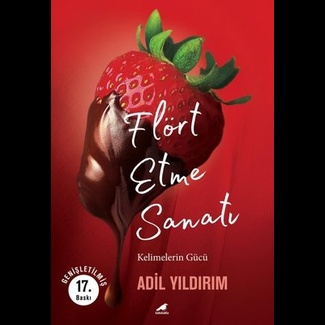 Flört
Etme
Sanatı
Kelimelerin Gücü
ADİL YILDIRIM
GENİŞLETİLMİŞ
17.
Baskı